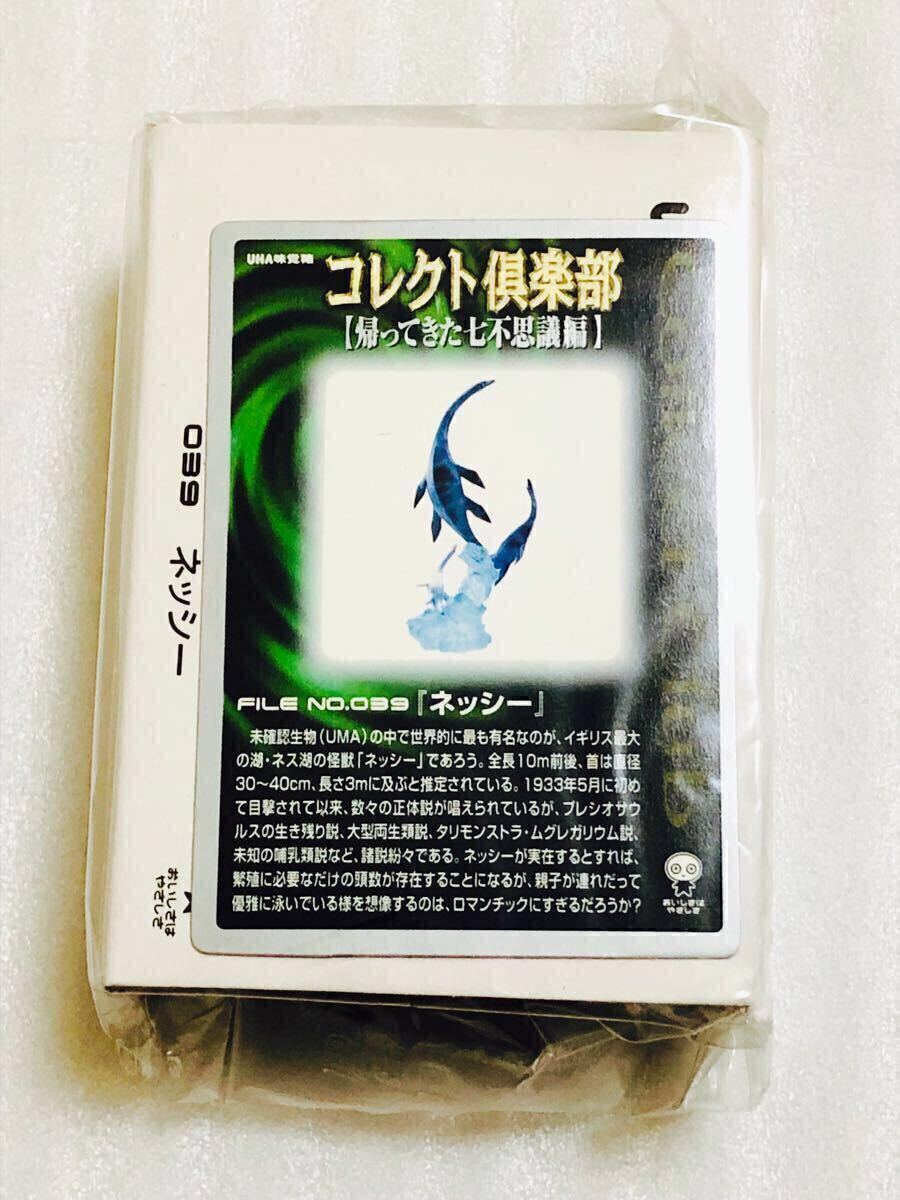 UHA味覚糖
コレクト倶楽部
【帰ってきた七不思議編】
FILE NO.039『ネッシー』
未確認生物(UMA)の中で世界的に最も有名なのが、イギリス最大
の湖・ネス湖の怪獣「ネッシー」であろう。全長10m前後、首は直径
30〜40cm、長さ3mに及ぶと推定されている。1933年5月に初め
て目撃されて以来、数々の正体説が唱えられているが、プレシオサウ
ルスの生き残り説、大型両生類説、タリモンストラ・ムグレガリウム説、
未知の哺乳類説など、諸説紛々である。ネッシーが実在するとすれば、
繁殖に必要なだけの頭数が存在することになるが、親子が連れだって
優雅に泳いでいる様を想像するのは、ロマンチックにすぎるだろうか?
おいしさは
やさしさ
039 ネッシー
おいしさは
やさしさ